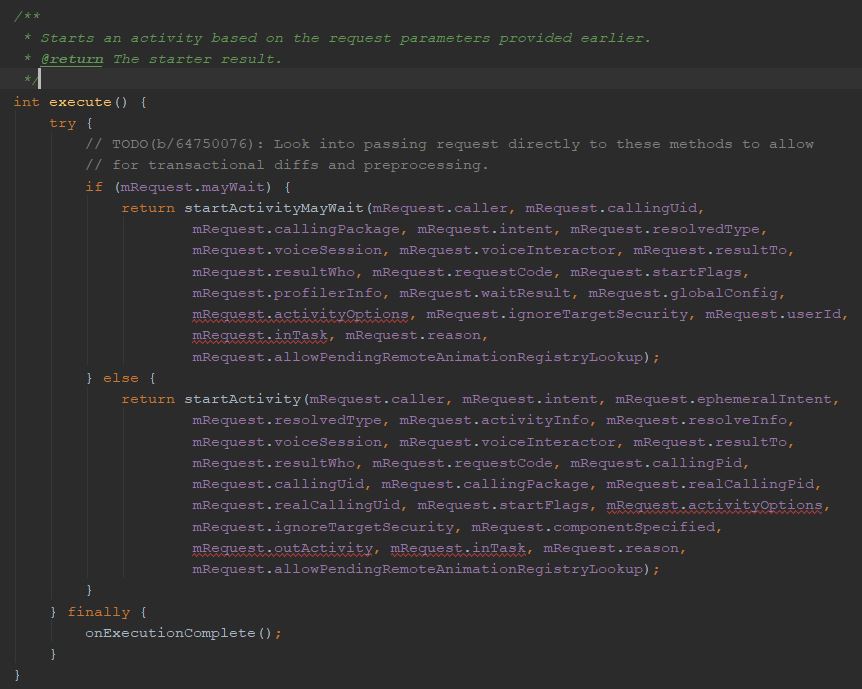 /**
 * Starts an activity based on the request parameters provided earlier.
 * @return The starter result.
 */
int execute() {
    try {
        // TODO(b/64750076): Look into passing request directly to these methods to allow
        // for transactional diffs and preprocessing.
        if (mRequest.mayWait) {
            return startActivityMayWait(mRequest.caller, mRequest.callingUid,
                    mRequest.callingPackage, mRequest.intent, mRequest.resolvedType,
                    mRequest.voiceSession, mRequest.voiceInteractor, mRequest.resultTo,
                    mRequest.resultWho, mRequest.requestCode, mRequest.startFlags,
                    mRequest.profilerInfo, mRequest.waitResult, mRequest.globalConfig,
                    mRequest.activityOptions, mRequest.ignoreTargetSecurity, mRequest.userId,
                    mRequest.inTask, mRequest.reason,
                    mRequest.allowPendingRemoteAnimationRegistryLookup);
        } else {
            return startActivity(mRequest.caller, mRequest.intent, mRequest.ephemeralIntent,
                    mRequest.resolvedType, mRequest.activityInfo, mRequest.resolveInfo,
                    mRequest.voiceSession, mRequest.voiceInteractor, mRequest.resultTo,
                    mRequest.resultWho, mRequest.requestCode, mRequest.callingPid,
                    mRequest.callingUid, mRequest.callingPackage, mRequest.realCallingPid,
                    mRequest.realCallingUid, mRequest.startFlags, mRequest.activityOptions,
                    mRequest.ignoreTargetSecurity, mRequest.componentSpecified,
                    mRequest.outActivity, mRequest.inTask, mRequest.reason,
                    mRequest.allowPendingRemoteAnimationRegistryLookup);
        }
    } finally {
        onExecutionComplete();
    }
}